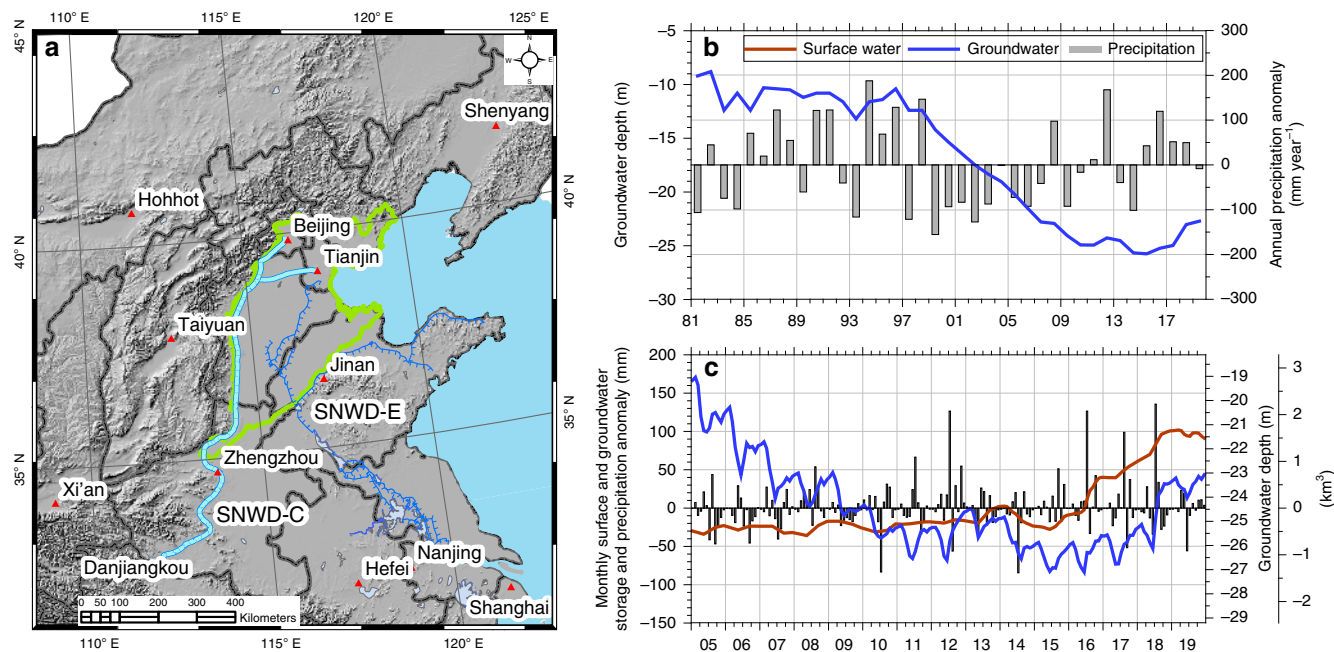 a
110° E
115° E
120° E
125° E
45° N
45° N
N
W
E
S
Shenyang
Hohhot
40° N
40° N
Beijing
Tianjin
Taiyuan
Jinan
SNWD-E
35° N
35° N
Zhengzhou
Xi'an
SNWD-C
Danjiangkou
Nanjing
Hefei
Shanghai
0 50 100 200 300 400
Kilometers
110° E
115° E
120° E
b
Surface water
Groundwater
Precipitation
Groundwater depth (m)
−5
−10
−15
−20
−25
−30
81 85 89 93 97 01 05 09 13 17
300
200
100
0
−100
−200
−300
Annual precipitation anomaly
(mm year−1)
c
Monthly surface and groundwater
storage and precipitation anomaly (mm)
200
150
100
50
0
−50
−100
−150
05 06 07 08 09 10 11 12 13 14 15 16 17 18 19
−19
−20
−21
−22
−23
−24
−25
−26
−27
−28
−29
Groundwater depth (m)
3
2
1
0
−1
−2
(km3)